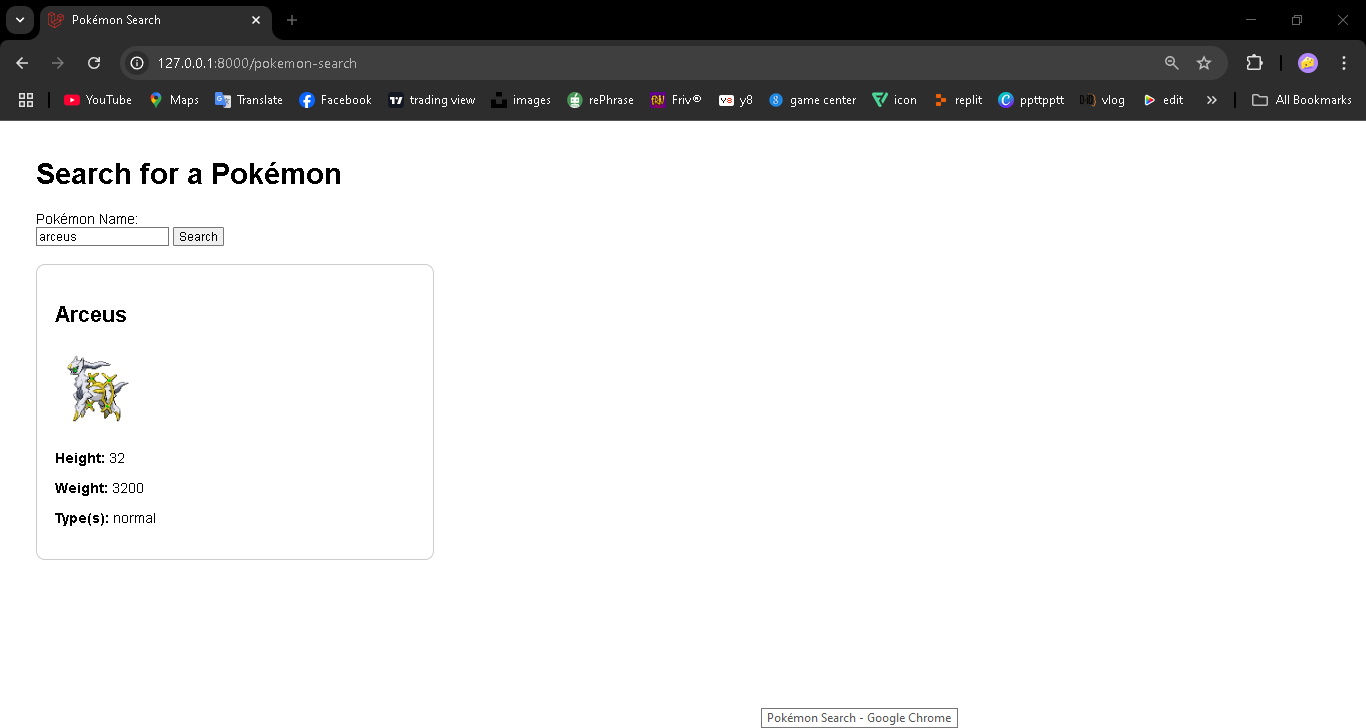 Pokémon Search
127.0.0.1:8000/pokemon-search
YouTube Maps Translate Facebook trading view images rePhrase Friv® y8 game center icon replit ppttpptt vlog edit » All Bookmarks
Search for a Pokémon
Pokémon Name:
arceus Search
Arceus
Height: 32
Weight: 3200
Type(s): normal
Pokémon Search - Google Chrome